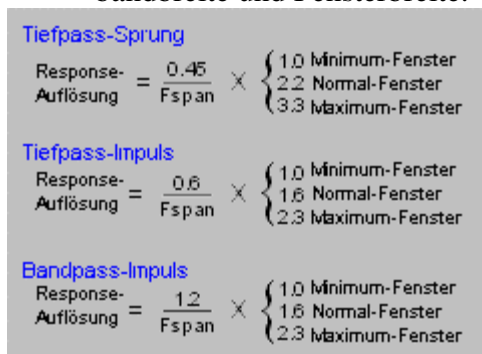 bandbreite und Fensterbreite.
Tiefpass-Sprung
Response-Auflösung = 0.45 / Fspan × { 1.0 Minimum-Fenster
2.2 Normal-Fenster
3.3 Maximum-Fenster
Tiefpass-Impuls
Response-Auflösung = 0.6 / Fspan × { 1.0 Minimum-Fenster
1.6 Normal-Fenster
2.3 Maximum-Fenster
Bandpass-Impuls
Response-Auflösung = 1.2 / Fspan × { 1.0 Minimum-Fenster
1.6 Normal-Fenster
2.3 Maximum-Fenster